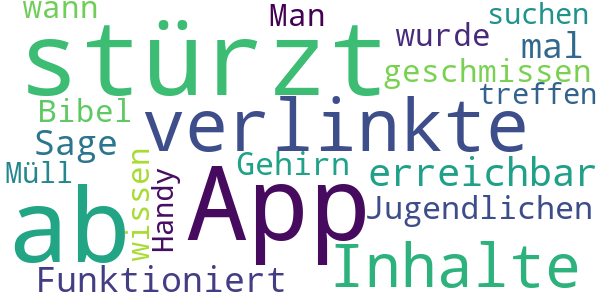 wann
Man
suchen
stürzt
wurde
mal
geschmissen
Bibel
verlinkte
treffen
Sage
Müll
wissen
Handy
Gehirn
erreichbar
ab
App
Jugendlichen
Inhalte
Funktioniert